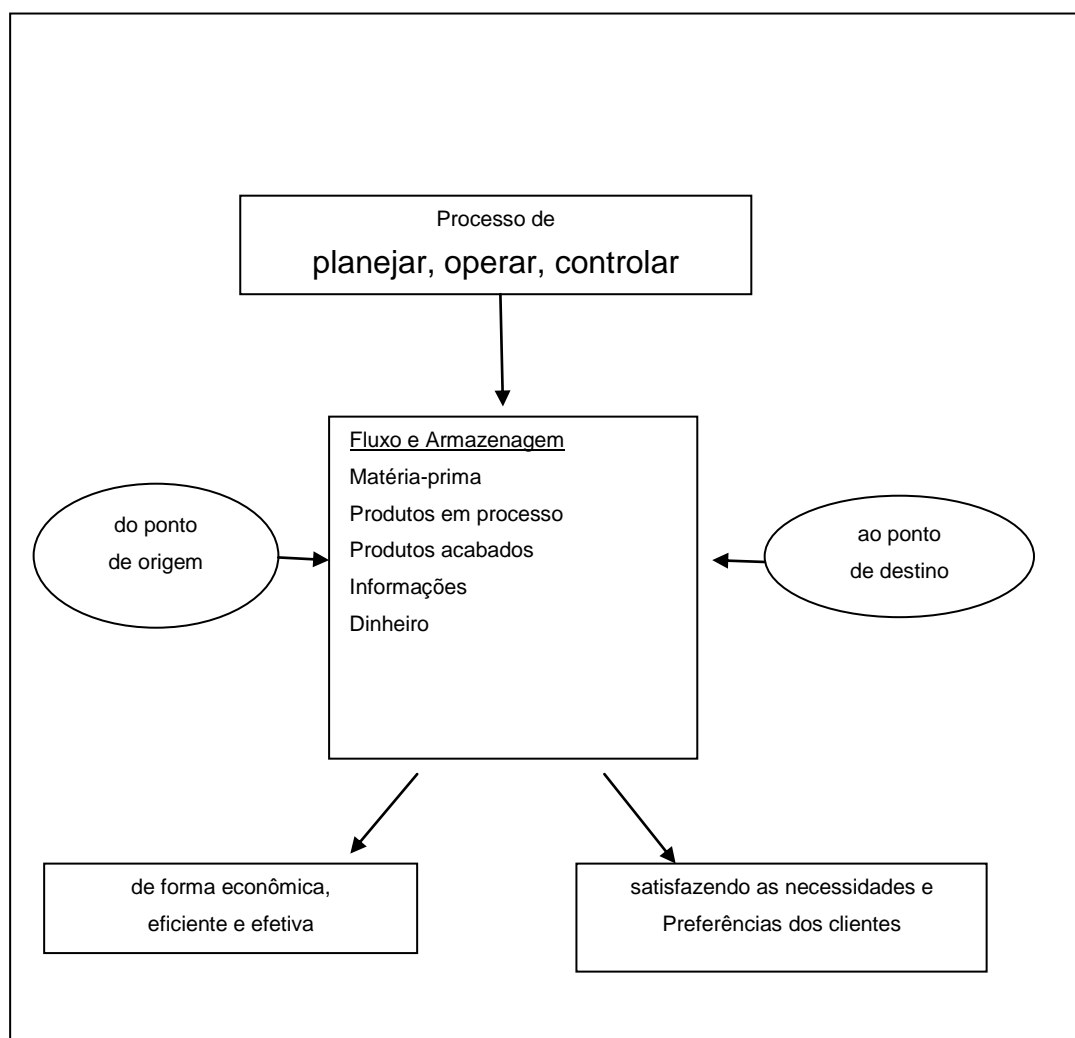 Processo de
planejar, operar, controlar
Fluxo e Armazenagem
Matéria-prima
Produtos em processo
Produtos acabados
Informações
Dinheiro
do ponto
de origem
ao ponto
de destino
de forma econômica,
eficiente e efetiva
satisfazendo as necessidades e
Preferências dos clientes